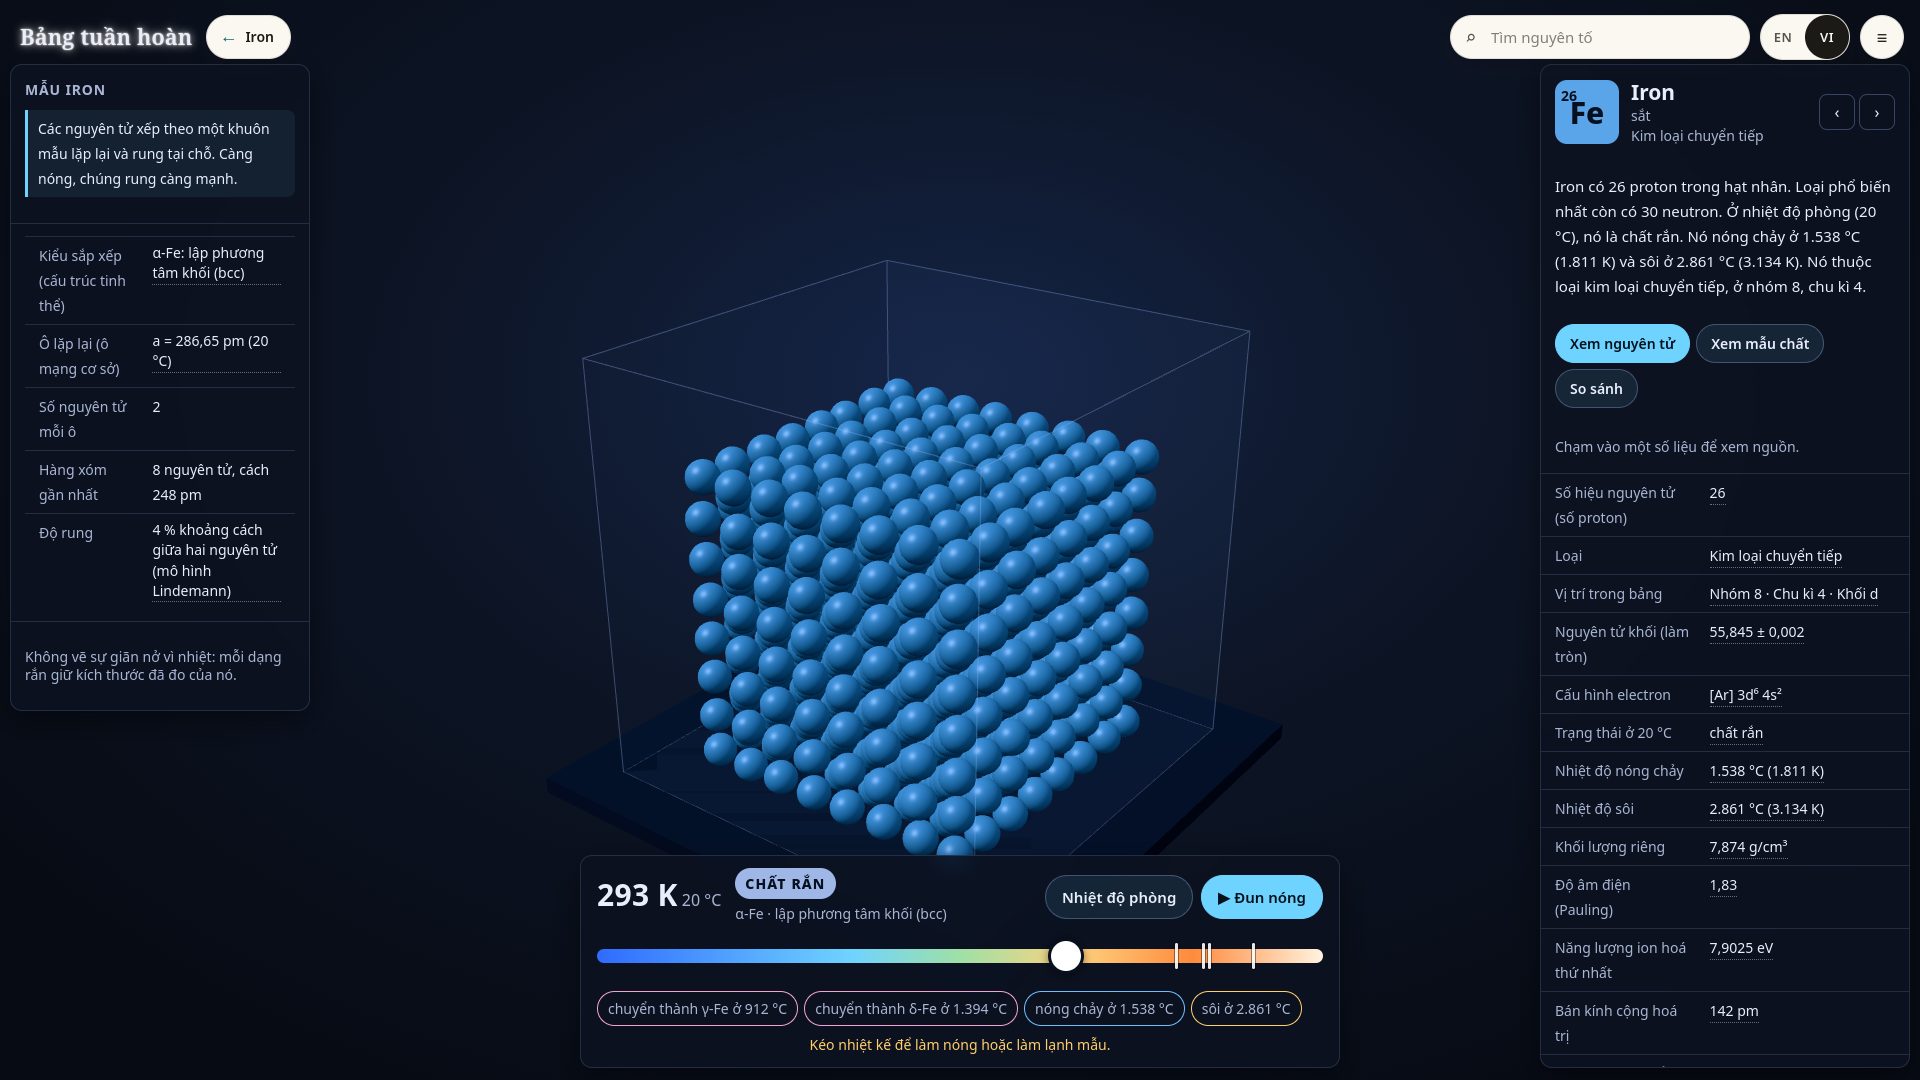 Bảng tuần hoàn
← Iron
Tìm nguyên tố
EN
VI
MẪU IRON
Các nguyên tử xếp theo một khuôn
mẫu lặp lại và rung tại chỗ. Càng
nóng, chúng rung càng mạnh.
Kiểu sắp xếp
(cấu trúc tinh
thể)
α-Fe: lập phương
tâm khối (bcc)
Ô lặp lại (ô
mạng cơ sở)
a = 286,65 pm (20
°C)
Số nguyên tử
mỗi ô
2
Hàng xóm
gần nhất
8 nguyên tử, cách
248 pm
Độ rung
4 % khoảng cách
giữa hai nguyên tử
(mô hình
Lindemann)
Không vẽ sự giãn nở vì nhiệt: mỗi dạng
rắn giữ kích thước đã đo của nó.
293 K 20 °C
CHẤT RẮN
α-Fe · lập phương tâm khối (bcc)
Nhiệt độ phòng
▶ Đun nóng
chuyển thành γ-Fe ở 912 °C
chuyển thành δ-Fe ở 1.394 °C
nóng chảy ở 1.538 °C
sôi ở 2.861 °C
Kéo nhiệt kế để làm nóng hoặc làm lạnh mẫu.
26
Fe
Iron
sắt
Kim loại chuyển tiếp
‹
›
Iron có 26 proton trong hạt nhân. Loại phổ biến
nhất còn có 30 neutron. Ở nhiệt độ phòng (20
°C), nó là chất rắn. Nó nóng chảy ở 1.538 °C
(1.811 K) và sôi ở 2.861 °C (3.134 K). Nó thuộc
loại kim loại chuyển tiếp, ở nhóm 8, chu kì 4.
Xem nguyên tử
Xem mẫu chất
So sánh
Chạm vào một số liệu để xem nguồn.
Số hiệu nguyên tử
(số proton)
26
Loại
Kim loại chuyển tiếp
Vị trí trong bảng
Nhóm 8 · Chu kì 4 · Khối d
Nguyên tử khối (làm
tròn)
55,845 ± 0,002
Cấu hình electron
[Ar] 3d⁶ 4s²
Trạng thái ở 20 °C
chất rắn
Nhiệt độ nóng chảy
1.538 °C (1.811 K)
Nhiệt độ sôi
2.861 °C (3.134 K)
Khối lượng riêng
7,874 g/cm³
Độ âm điện
(Pauling)
1,83
Năng lượng ion hoá
thứ nhất
7,9025 eV
Bán kính cộng hoá
trị
142 pm